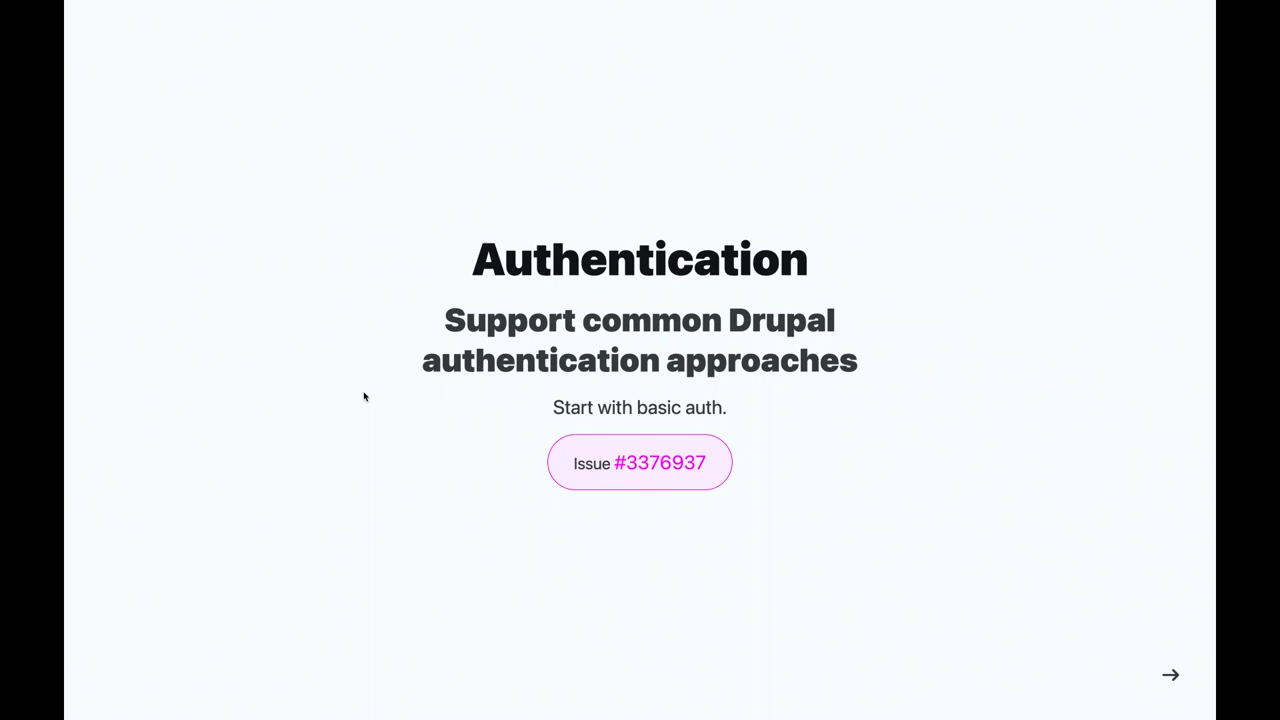 Authentication
Support common Drupal
authentication approaches
Start with basic auth.
Issue #3376937